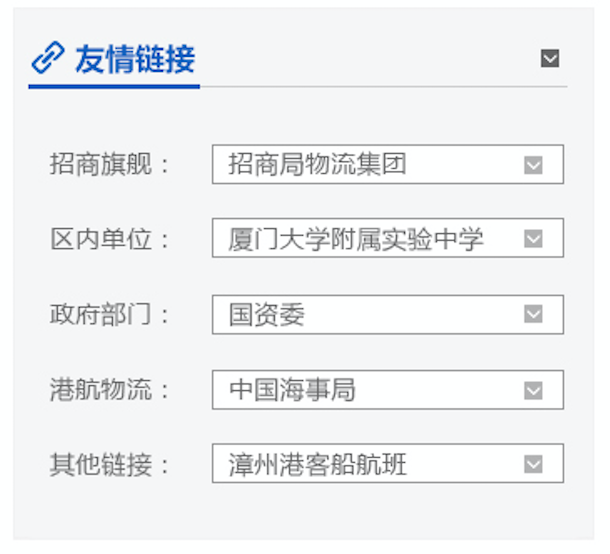 友情链接
招商旗舰： 招商局物流集团
区内单位： 厦门大学附属实验中学
政府部门： 国资委
港航物流： 中国海事局
其他链接： 漳州港客船航班